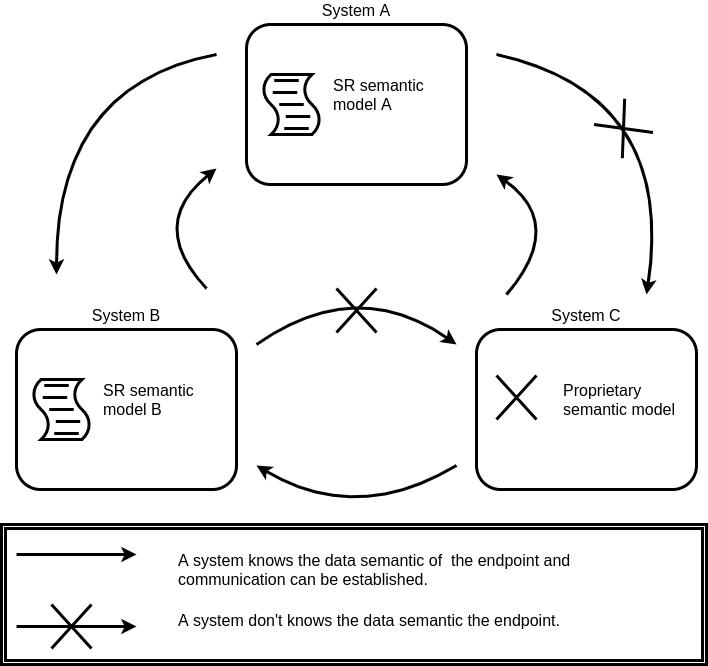 System A
SR semantic
model A
System B
System C
SR semantic
model B
Proprietary
semantic model
A system knows the data semantic of  the endpoint and
communication can be established.
A system don't knows the data semantic the endpoint.